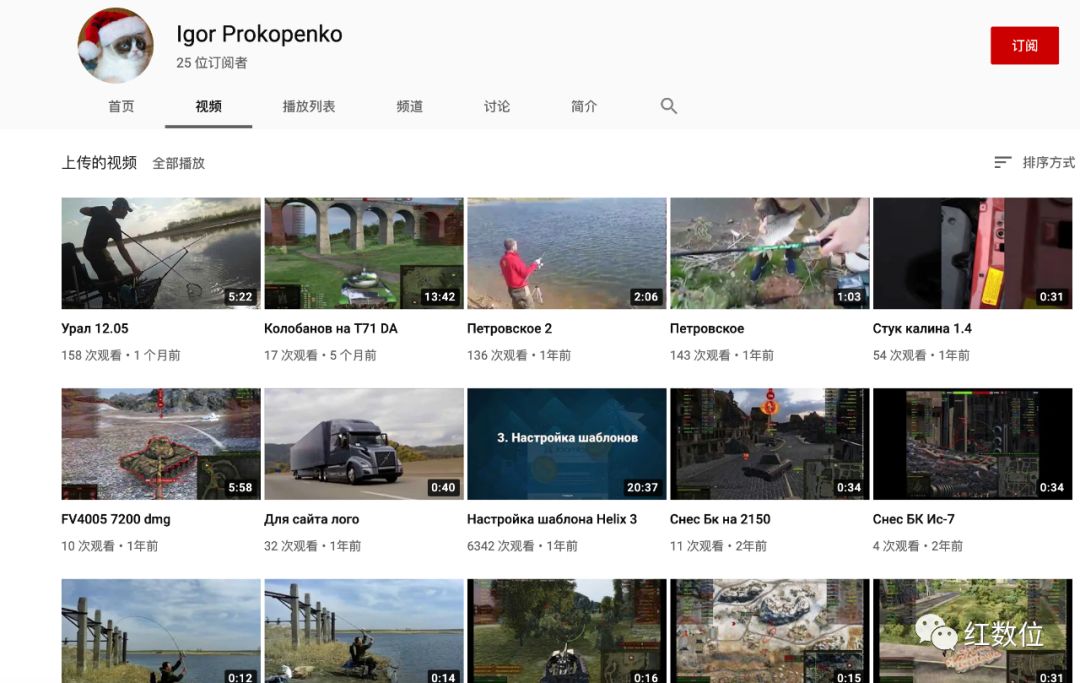 Igor Prokopenko
25 位订阅者
订阅
首页 视频 播放列表 频道 讨论 简介
上传的视频 全部播放 排序方式
5:22 13:42 2:06 1:03 0:31
Урал 12.05 Колобанов на Т71 DA Петровское 2 Петровское Стук калина 1.4
158 次观看 • 1 个月前 17 次观看 • 5 个月前 136 次观看 • 1年前 143 次观看 • 1年前 54 次观看 • 1年前
3. Настройка шаблонов
5:58 0:40 20:37 0:34 0:34
FV4005 7200 dmg Для сайта лого Настройка шаблона Helix 3 Снес Бк на 2150 Снес БК Ис-7
10 次观看 • 1年前 32 次观看 • 1年前 6342 次观看 • 1年前 11 次观看 • 2年前 4 次观看 • 2年前
红数位
0:12 0:14 0:16 0:15 0:31